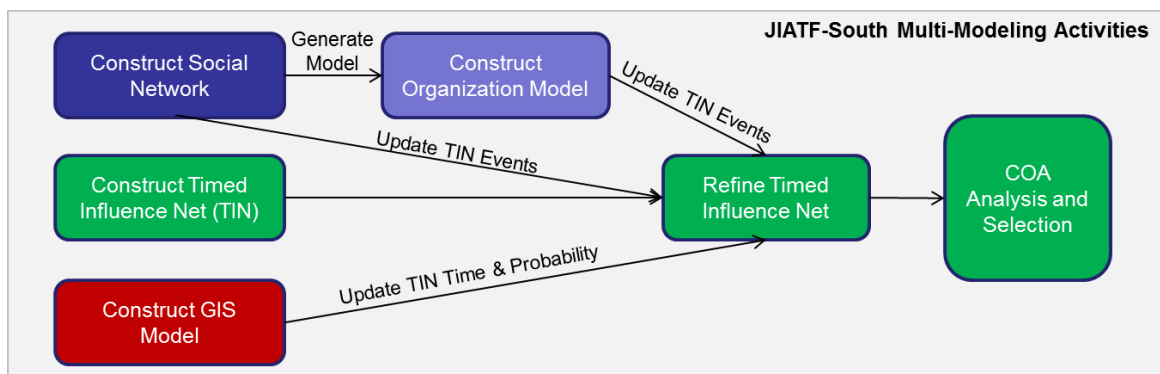 JIATF-South Multi-Modeling Activities
Construct Social
Network
Generate
Model
Construct
Organization Model
Update TIN Events
Update TIN Events
Construct Timed
Influence Net (TIN)
Refine Timed
Influence Net
COA
Analysis and
Selection
Update TIN Time & Probability
Construct GIS
Model